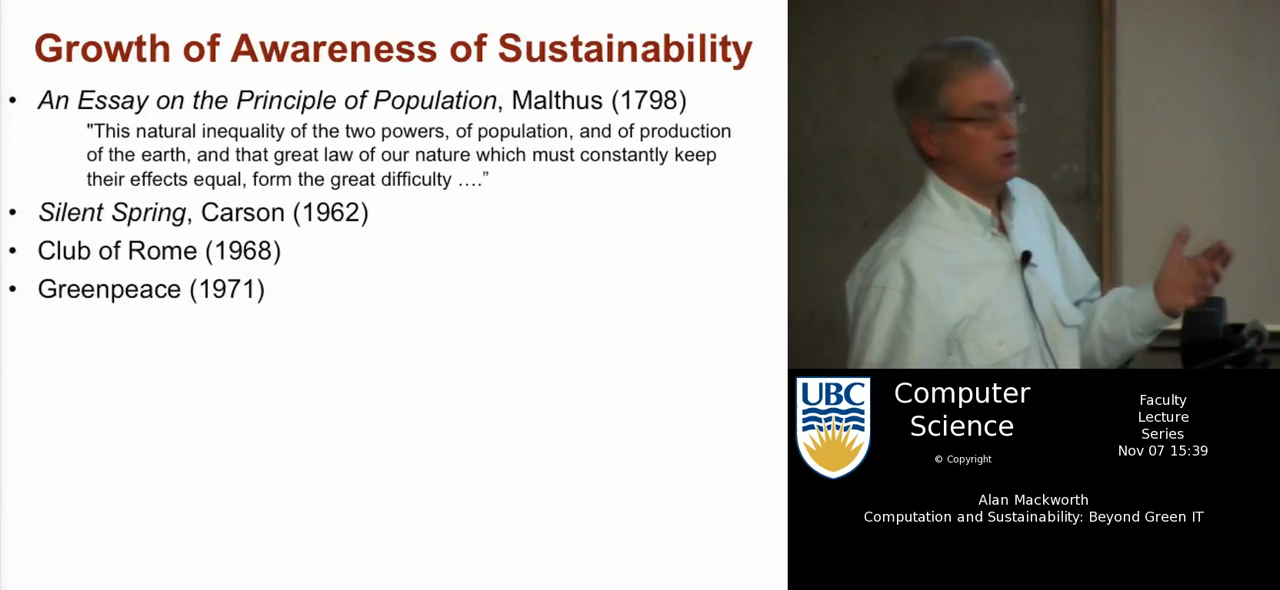 Growth of Awareness of Sustainability
• An Essay on the Principle of Population, Malthus (1798)
"This natural inequality of the two powers, of population, and of production
of the earth, and that great law of our nature which must constantly keep
their effects equal, form the great difficulty ....”
• Silent Spring, Carson (1962)
• Club of Rome (1968)
• Greenpeace (1971)
UBC
Computer
Science
© Copyright
Faculty
Lecture
Series
Nov 07 15:39
Alan Mackworth
Computation and Sustainability: Beyond Green IT